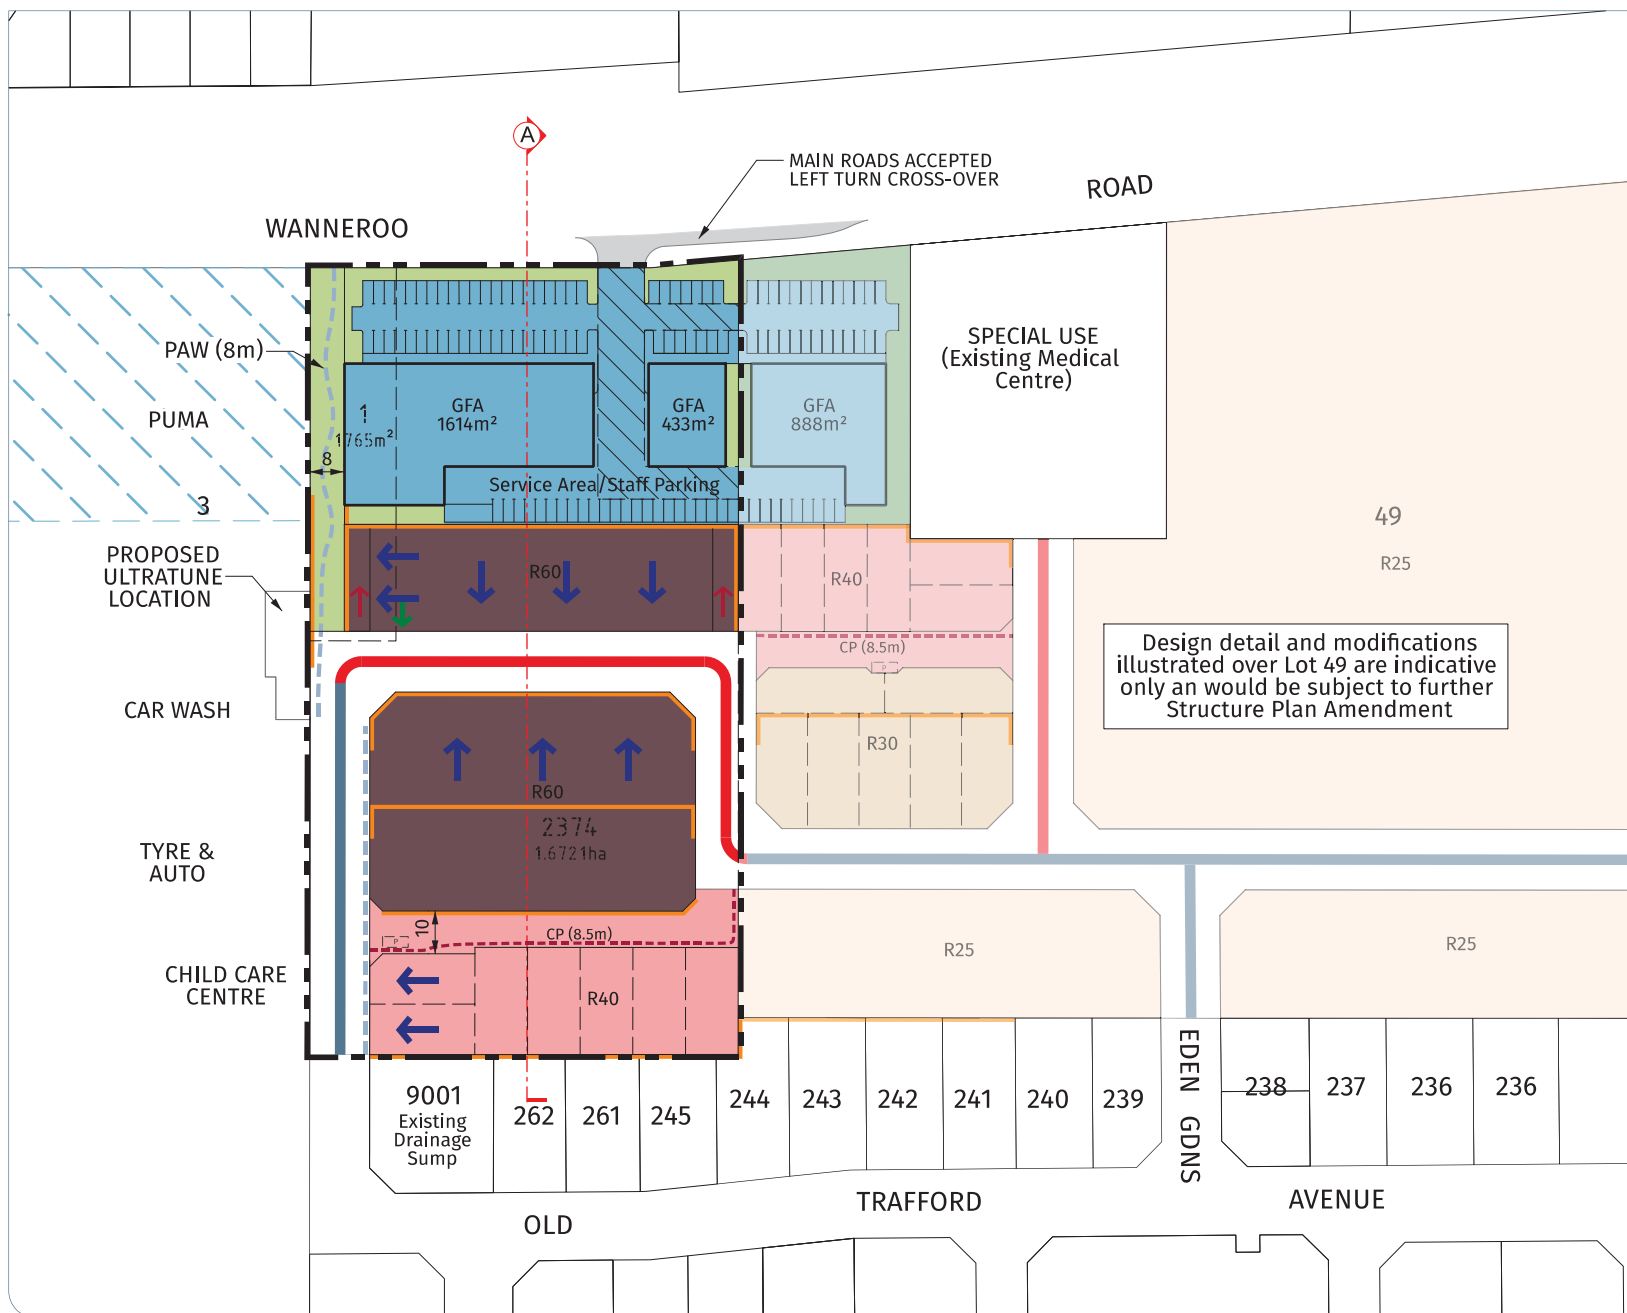 A
MAIN ROADS ACCEPTED
LEFT TURN CROSS-OVER
ROAD
WANNEROO
PAW (8m)
PUMA
3
8
1
1765m²
GFA
1614m²
GFA
433m²
GFA
888m²
SPECIAL USE
(Existing Medical
Centre)
Service Area/Staff Parking
49
R25
PROPOSED
ULTRATUNE
LOCATION
R60
R40
CP (8.5m)
P
Design detail and modifications
illustrated over Lot 49 are indicative
only an would be subject to further
Structure Plan Amendment
CAR WASH
R30
R60
2374
1.6721ha
TYRE &
AUTO
10
P
CP (8.5m)
R25
R25
CHILD CARE
CENTRE
R40
9001
Existing
Drainage
Sump
262
261
245
244
243
242
241
240
239
EDEN GDNS
238
237
236
236
OLD
TRAFFORD
AVENUE